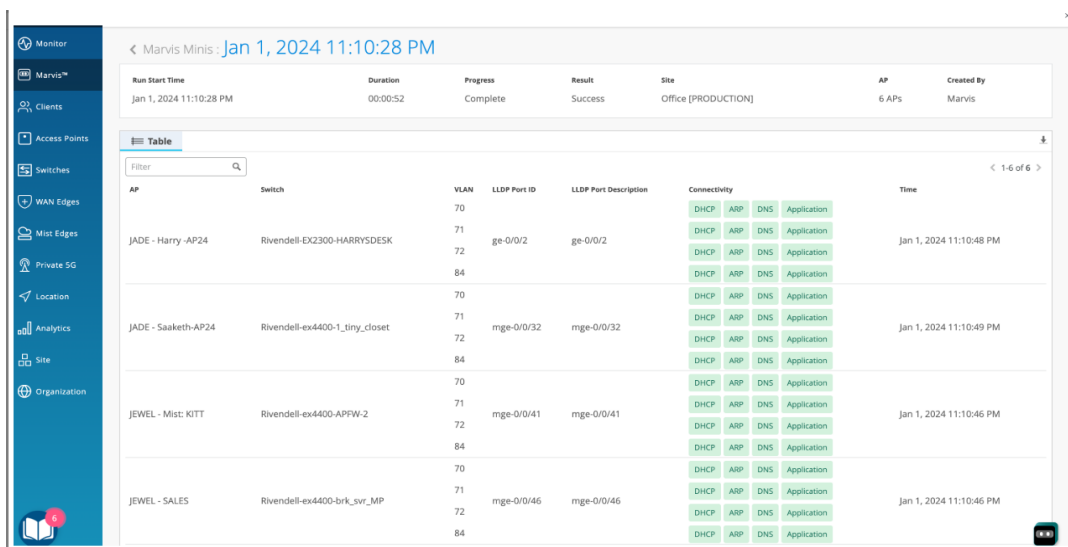 Marvis Minis : Jan 1, 2024 11:10:28 PM
Run Start Time Duration Progress Result Site AP Created By
Jan 1, 2024 11:10:28 PM 00:00:52 Complete Success Office [PRODUCTION] 6 APs Marvis
Monitor
Marvis™
Clients
Access Points
Switches
WAN Edges
Mist Edges
Private 5G
Location
Analytics
Site
Organization
6
Table
Filter
< 1-6 of 6 >
AP Switch VLAN LLDP Port ID LLDP Port Description Connectivity Time
70 DHCP ARP DNS Application
71 DHCP ARP DNS Application
JADE - Harry -AP24 Rivendell-EX2300-HARRYSDESK ge-0/0/2 ge-0/0/2 Jan 1, 2024 11:10:48 PM
72 DHCP ARP DNS Application
84 DHCP ARP DNS Application
70 DHCP ARP DNS Application
71 DHCP ARP DNS Application
JADE - Saaketh-AP24 Rivendell-ex4400-1_tiny_closet mge-0/0/32 mge-0/0/32 Jan 1, 2024 11:10:49 PM
72 DHCP ARP DNS Application
84 DHCP ARP DNS Application
70 DHCP ARP DNS Application
71 DHCP ARP DNS Application
JEWEL - Mist: KITT Rivendell-ex4400-APFW-2 mge-0/0/41 mge-0/0/41 Jan 1, 2024 11:10:46 PM
72 DHCP ARP DNS Application
84 DHCP ARP DNS Application
70 DHCP ARP DNS Application
71 DHCP ARP DNS Application
JEWEL - SALES Rivendell-ex4400-brk_svr_MP mge-0/0/46 mge-0/0/46 Jan 1, 2024 11:10:46 PM
72 DHCP ARP DNS Application
84 DHCP ARP DNS Application